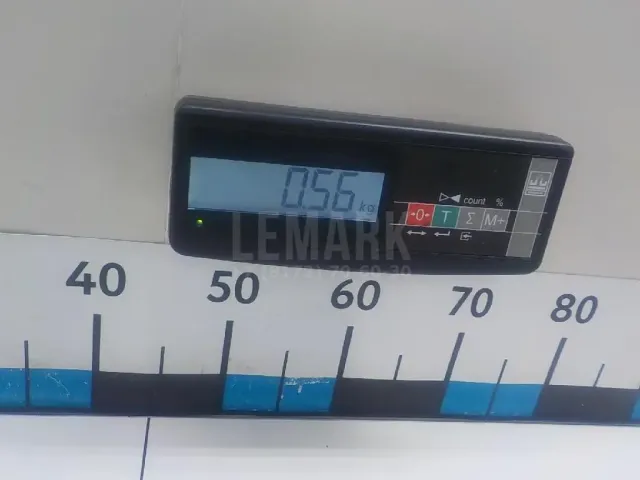 0.56 kg
count %
→0← T Σ M+
LEMARK
40 50 60 70 80